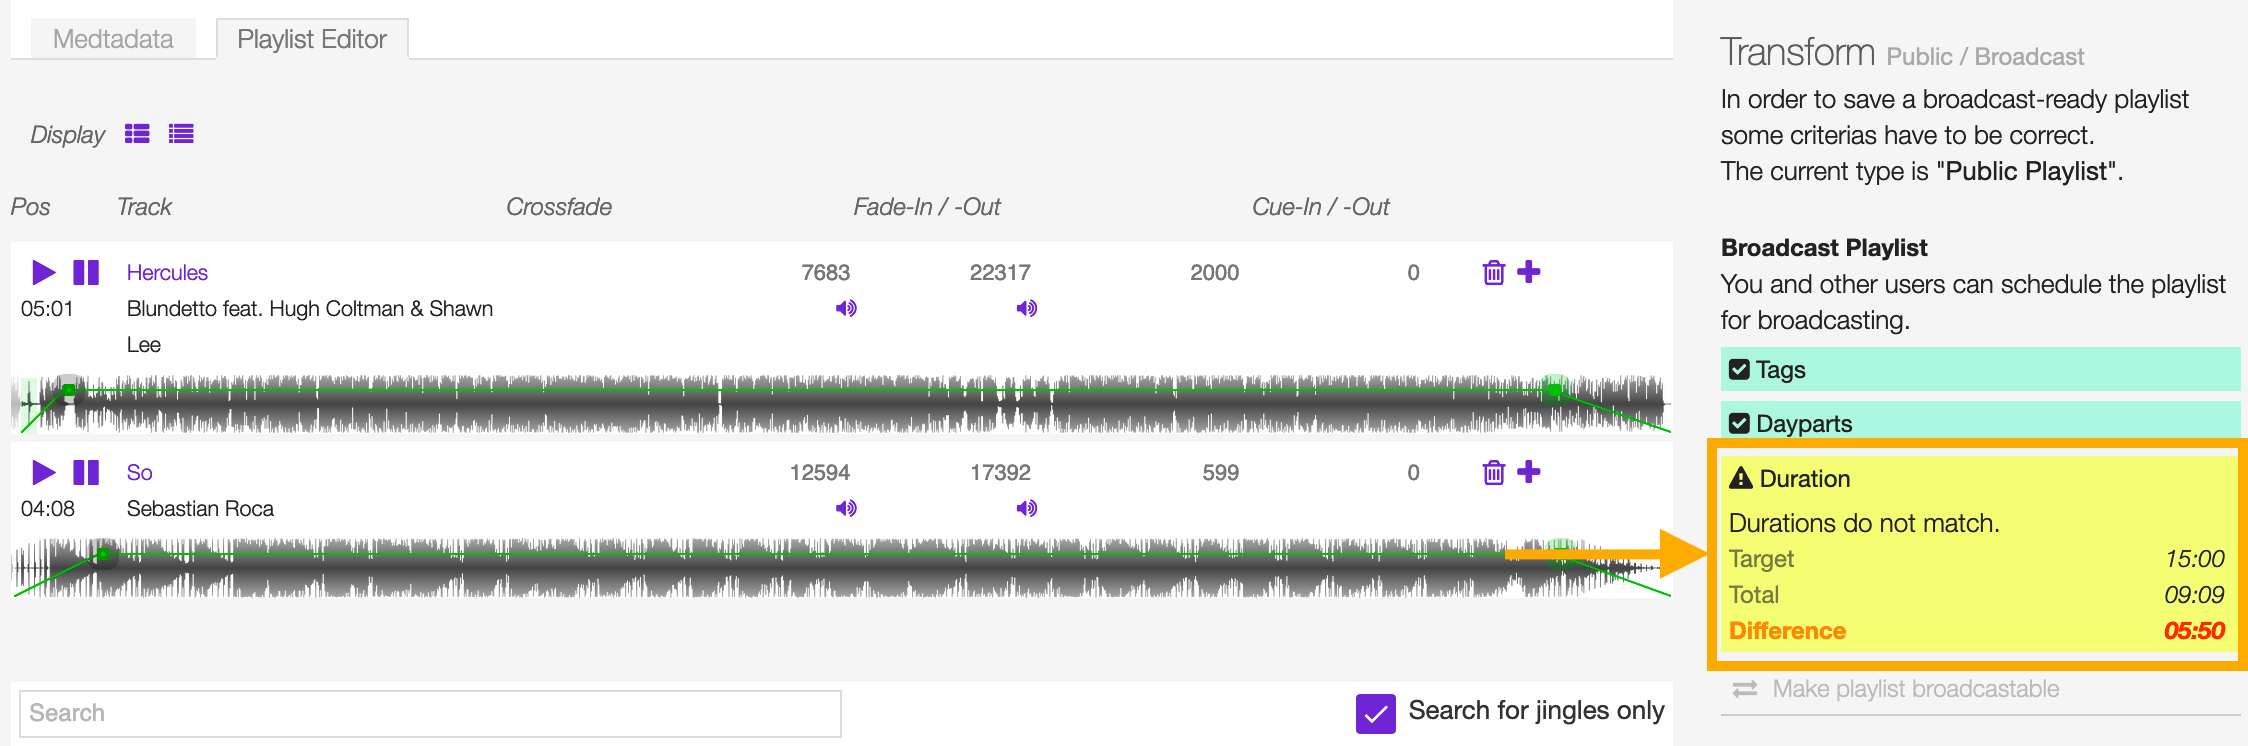 Medtadata
Playlist Editor
Display
Pos Track Crossfade Fade-In / -Out Cue-In / -Out
Hercules 7683 22317 2000 0
05:01 Blundetto feat. Hugh Coltman & Shawn
Lee
So 12594 17392 599 0
04:08 Sebastian Roca
Search
Search for jingles only
Transform Public / Broadcast
In order to save a broadcast-ready playlist
some criterias have to be correct.
The current type is "Public Playlist".
Broadcast Playlist
You and other users can schedule the playlist
for broadcasting.
Tags
Dayparts
Duration
Durations do not match.
Target 15:00
Total 09:09
Difference 05:50
Make playlist broadcastable